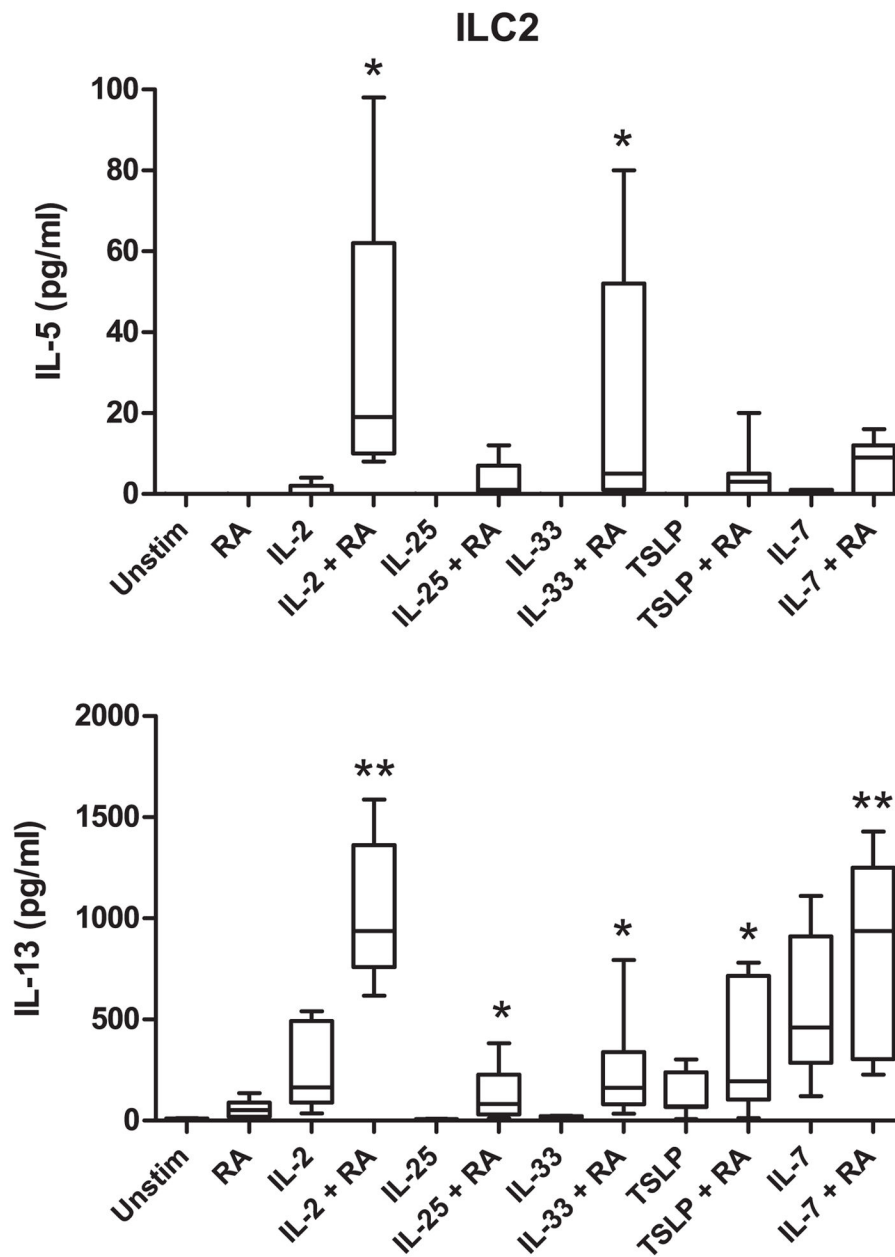 ILC2
*
*
100
80
60
40
20
0
IL-5 (pg/ml)
Unstim
RA
IL-2
IL-2 + RA
IL-25
IL-25 + RA
IL-33
IL-33 + RA
TSLP
TSLP + RA
IL-7
IL-7 + RA
2000
1500
1000
500
0
IL-13 (pg/ml)
**
*
*
*
**
Unstim
RA
IL-2
IL-2 + RA
IL-25
IL-25 + RA
IL-33
IL-33 + RA
TSLP
TSLP + RA
IL-7
IL-7 + RA